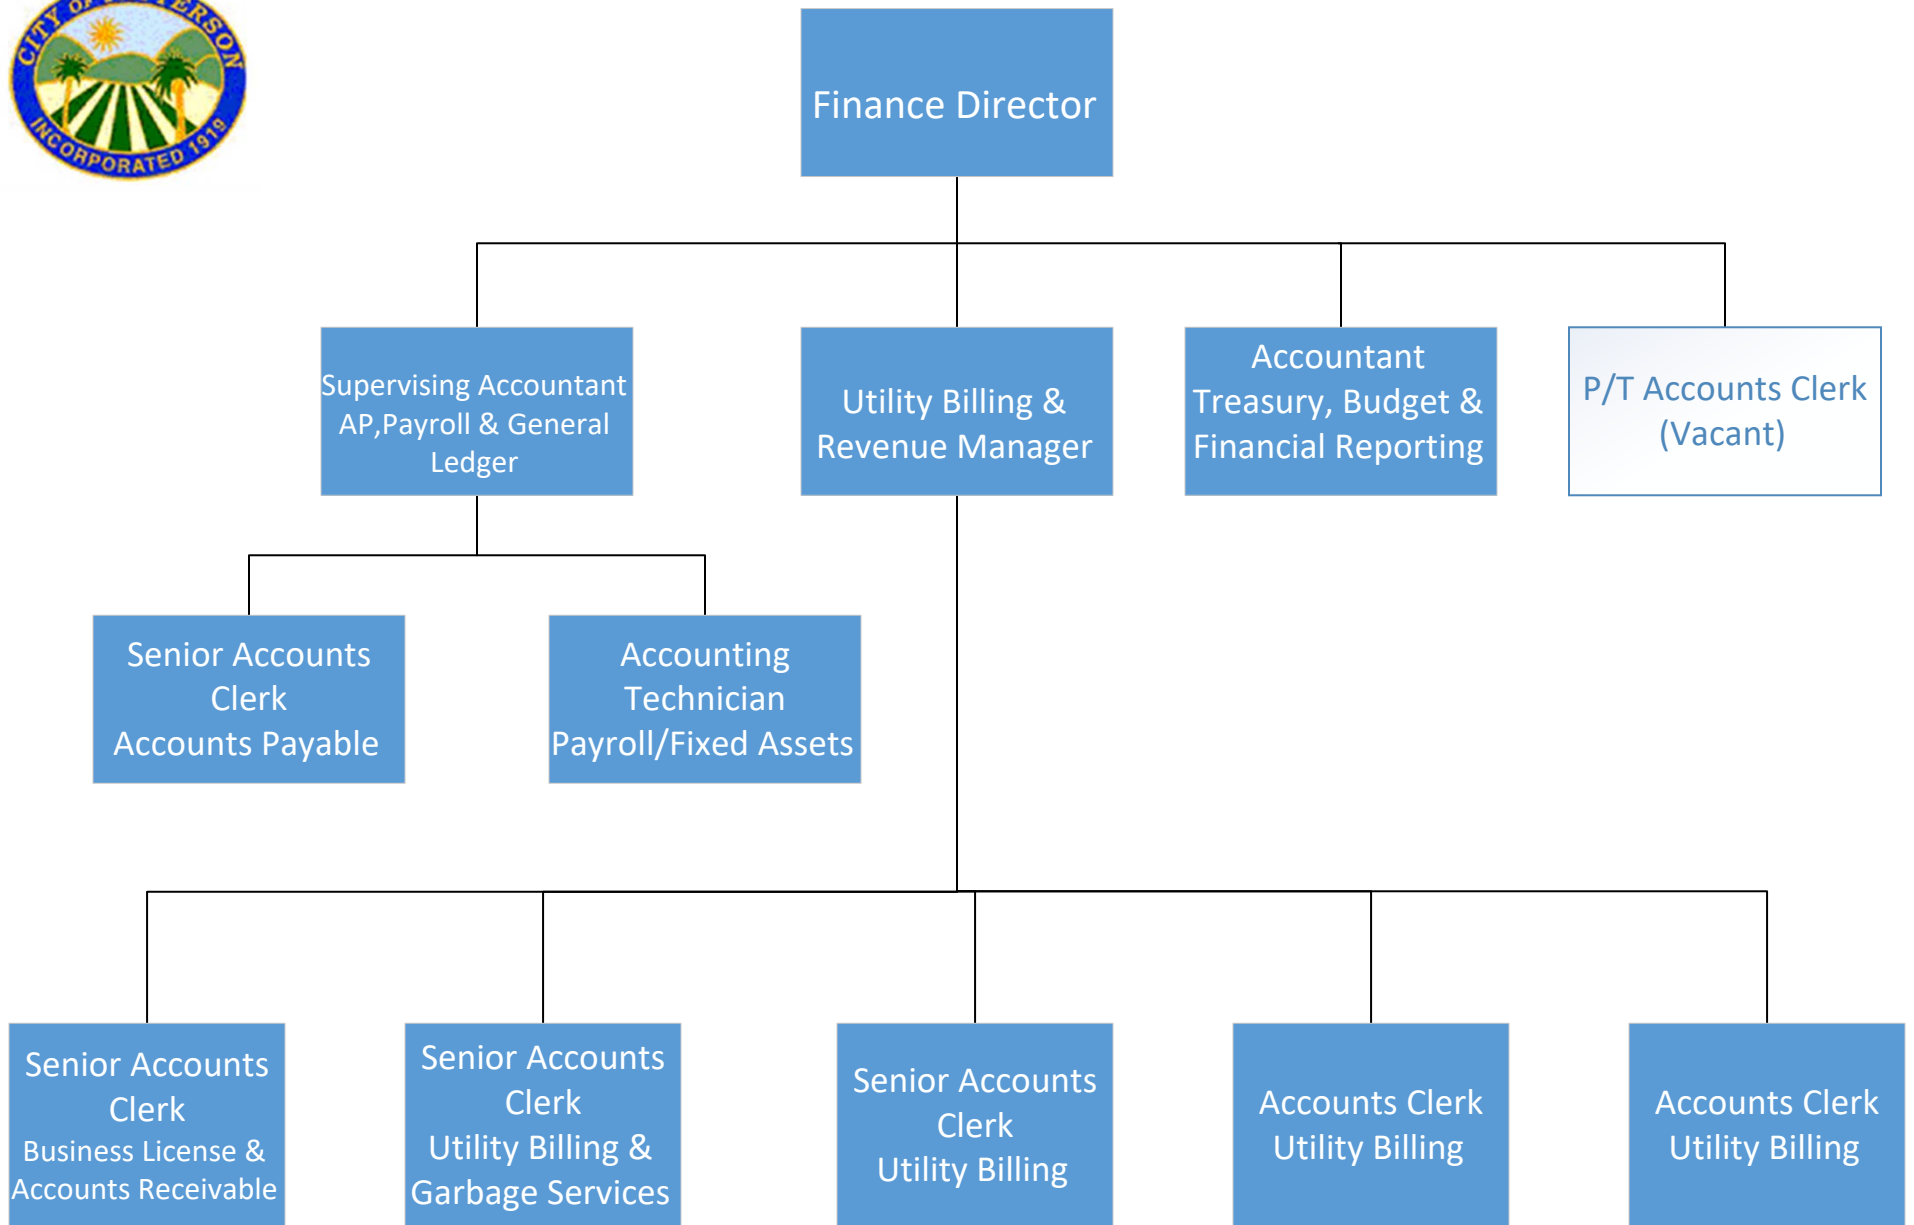 CITY OF
INCORPORATED 1919
Finance Director
Supervising Accountant
AP,Payroll & General
Ledger
Utility Billing &
Revenue Manager
Accountant
Treasury, Budget &
Financial Reporting
P/T Accounts Clerk
(Vacant)
Senior Accounts
Clerk
Accounts Payable
Accounting
Technician
Payroll/Fixed Assets
Senior Accounts
Clerk
Business License &
Accounts Receivable
Senior Accounts
Clerk
Utility Billing &
Garbage Services
Senior Accounts
Clerk
Utility Billing
Accounts Clerk
Utility Billing
Accounts Clerk
Utility Billing